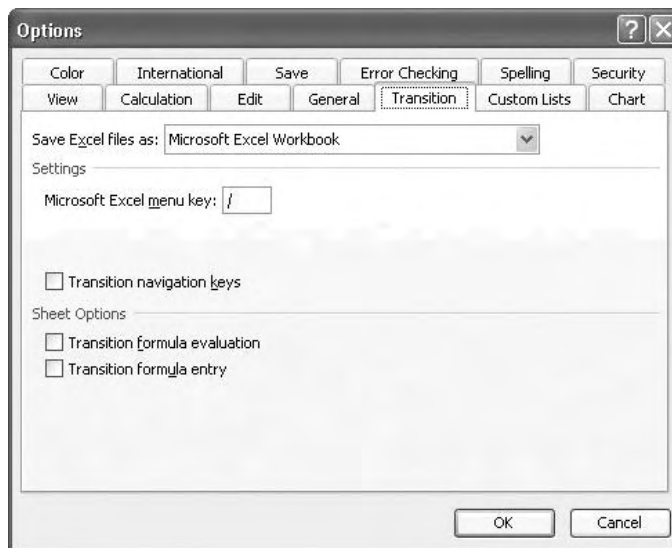 Options
Color International Save Error Checking Spelling Security
View Calculation Edit General Transition Custom Lists Chart
Save Excel files as: Microsoft Excel Workbook
Settings
Microsoft Excel menu key: /
Transition navigation keys
Sheet Options
Transition formula evaluation
Transition formula entry
OK Cancel